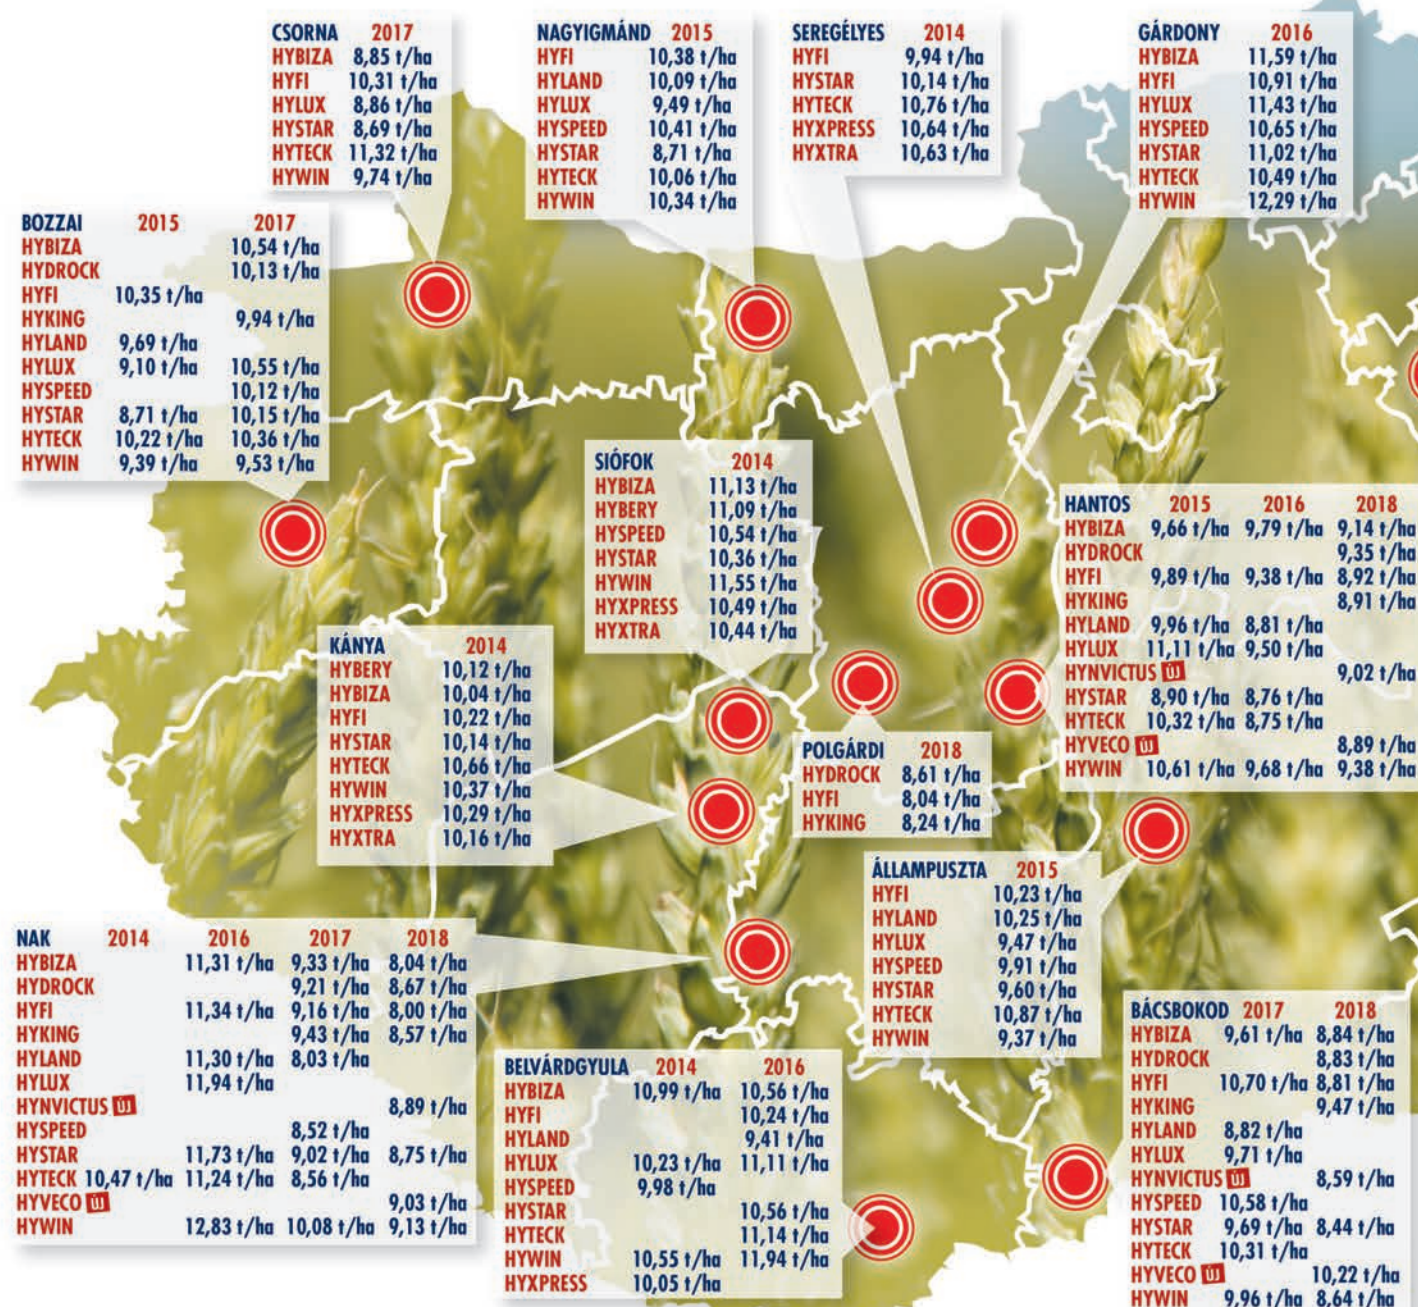 CSORNA 2017
HYBIZA 8,85 t/ha
HYFI 10,31 t/ha
HYLUX 8,86 t/ha
HYSTAR 8,69 t/ha
HYTECK 11,32 t/ha
HYWIN 9,74 t/ha
NAGYIGMÁND 2015
HYFI 10,38 t/ha
HYLAND 10,09 t/ha
HYLUX 9,49 t/ha
HYSPEED 10,41 t/ha
HYSTAR 8,71 t/ha
HYTECK 10,06 t/ha
HYWIN 10,34 t/ha
SEREGÉLYES 2014
HYFI 9,94 t/ha
HYSTAR 10,14 t/ha
HYTECK 10,76 t/ha
HYXPRESS 10,64 t/ha
HYXTRA 10,63 t/ha
GÁRDONY 2016
HYBIZA 11,59 t/ha
HYFI 10,91 t/ha
HYLUX 11,43 t/ha
HYSPEED 10,65 t/ha
HYSTAR 11,02 t/ha
HYTECK 10,49 t/ha
HYWIN 12,29 t/ha
BOZZAI 2015 2017
HYBIZA 10,54 t/ha
HYDROCK 10,13 t/ha
HYFI 10,35 t/ha
HYKING 9,94 t/ha
HYLAND 9,69 t/ha
HYLUX 9,10 t/ha 10,55 t/ha
HYSPEED 10,12 t/ha
HYSTAR 8,71 t/ha 10,15 t/ha
HYTECK 10,22 t/ha 10,36 t/ha
HYWIN 9,39 t/ha 9,53 t/ha
SIÓFOK 2014
HYBIZA 11,13 t/ha
HYBERY 11,09 t/ha
HYSPEED 10,54 t/ha
HYSTAR 10,36 t/ha
HYWIN 11,55 t/ha
HYXPRESS 10,49 t/ha
HYXTRA 10,44 t/ha
HANTOS 2015 2016 2018
HYBIZA 9,66 t/ha 9,79 t/ha 9,14 t/ha
HYDROCK 9,35 t/ha
HYFI 9,89 t/ha 9,38 t/ha 8,92 t/ha
HYKING 8,91 t/ha
HYLAND 9,96 t/ha 8,81 t/ha
HYLUX 11,11 t/ha 9,50 t/ha
HYNVICTUS ÚJ 9,02 t/ha
HYSTAR 8,90 t/ha 8,76 t/ha
HYTECK 10,32 t/ha 8,75 t/ha
HYVECO ÚJ 8,89 t/ha
HYWIN 10,61 t/ha 9,68 t/ha 9,38 t/ha
KÁNYA 2014
HYBERY 10,12 t/ha
HYBIZA 10,04 t/ha
HYFI 10,22 t/ha
HYSTAR 10,14 t/ha
HYTECK 10,66 t/ha
HYWIN 10,37 t/ha
HYXPRESS 10,29 t/ha
HYXTRA 10,16 t/ha
POLGÁRDI 2018
HYDROCK 8,61 t/ha
HYFI 8,04 t/ha
HYKING 8,24 t/ha
ÁLLAMPUSZTA 2015
HYFI 10,23 t/ha
HYLAND 10,25 t/ha
HYLUX 9,47 t/ha
HYSPEED 9,91 t/ha
HYSTAR 9,60 t/ha
HYTECK 10,87 t/ha
HYWIN 9,37 t/ha
NAK 2014 2016 2017 2018
HYBIZA 11,31 t/ha 9,33 t/ha 8,04 t/ha
HYDROCK 9,21 t/ha 8,67 t/ha
HYFI 11,34 t/ha 9,16 t/ha 8,00 t/ha
HYKING 9,43 t/ha 8,57 t/ha
HYLAND 11,30 t/ha 8,03 t/ha
HYLUX 11,94 t/ha
HYNVICTUS ÚJ 8,89 t/ha
HYSPEED 8,52 t/ha
HYSTAR 11,73 t/ha 9,02 t/ha 8,75 t/ha
HYTECK 10,47 t/ha 11,24 t/ha 8,56 t/ha
HYVECO ÚJ 9,03 t/ha
HYWIN 12,83 t/ha 10,08 t/ha 9,13 t/ha
BELVÁRDGYULA 2014 2016
HYBIZA 10,99 t/ha 10,56 t/ha
HYFI 10,24 t/ha
HYLAND 9,41 t/ha
HYLUX 10,23 t/ha 11,11 t/ha
HYSPEED 9,98 t/ha
HYSTAR 10,56 t/ha
HYTECK 11,14 t/ha
HYWIN 10,55 t/ha 11,94 t/ha
HYXPRESS 10,05 t/ha
BÁCSBOKOD 2017 2018
HYBIZA 9,61 t/ha 8,84 t/ha
HYDROCK 8,83 t/ha
HYFI 10,70 t/ha 8,81 t/ha
HYKING 9,47 t/ha
HYLAND 8,82 t/ha
HYLUX 9,71 t/ha
HYNVICTUS ÚJ 8,59 t/ha
HYSPEED 10,58 t/ha
HYSTAR 9,69 t/ha 8,44 t/ha
HYTECK 10,31 t/ha
HYVECO ÚJ 10,22 t/ha
HYWIN 9,96 t/ha 8,64 t/ha